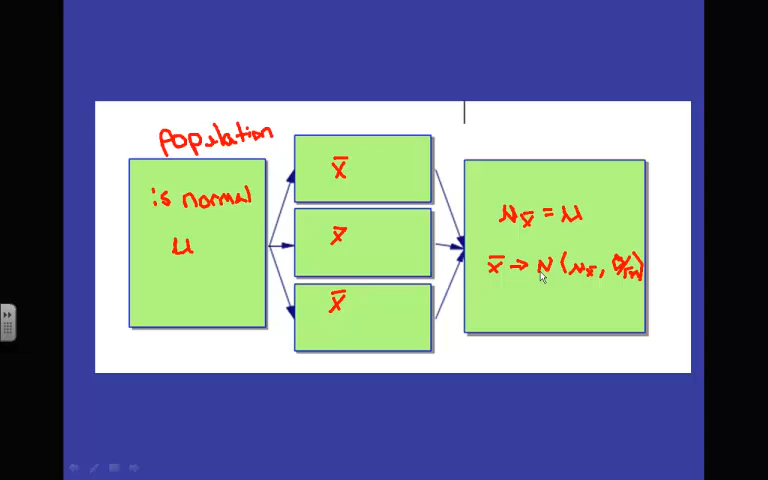 Population
is normal
μ
x̄
x̄
x̄
μx̄ = μ
x̄ → N (μx̄, σ/√n)